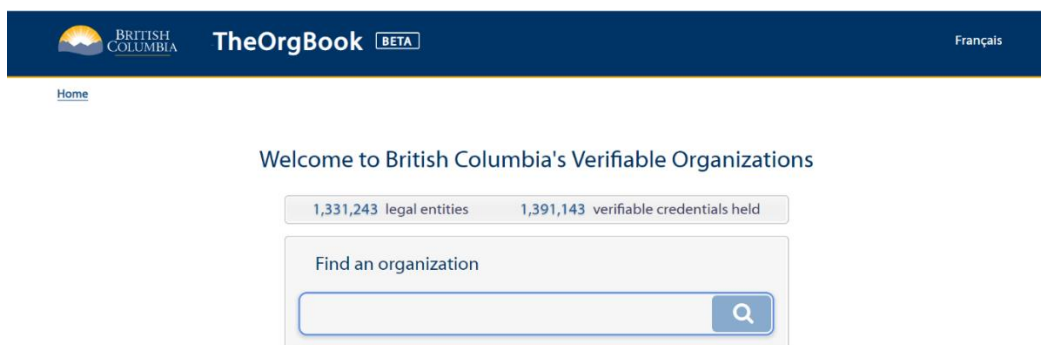 BRITISH
COLUMBIA
TheOrgBook BETA
Français
Home
Welcome to British Columbia's Verifiable Organizations
1,331,243 legal entities 1,391,143 verifiable credentials held
Find an organization